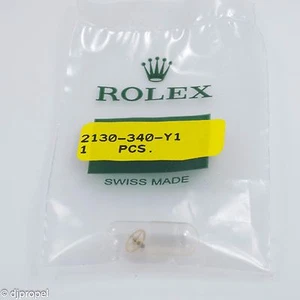 ROLEX
2130-340-Y1
1 PCS.
SWISS MADE
© djpropel